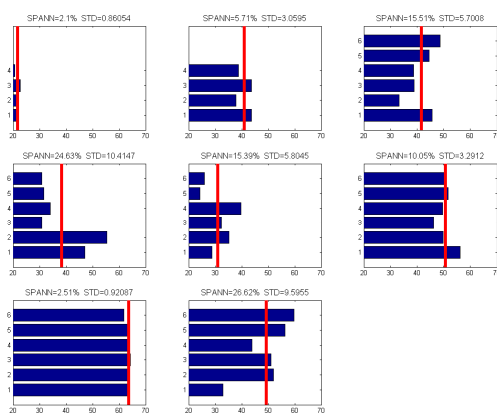 SPANN=2.1% STD=0.86054
4
3
2
1
20 30 40 50 60 70
SPANN=5.71% STD=3.0595
4
3
2
1
20 30 40 50 60 70
SPANN=15.51% STD=5.7008
6
5
4
3
2
1
20 30 40 50 60 70
SPANN=24.63% STD=10.4147
6
5
4
3
2
1
20 30 40 50 60 70
SPANN=15.39% STD=5.8045
6
5
4
3
2
1
20 30 40 50 60 70
SPANN=10.05% STD=3.2912
6
5
4
3
2
1
20 30 40 50 60 70
SPANN=2.51% STD=0.92087
6
5
4
3
2
1
20 30 40 50 60 70
SPANN=26.62% STD=9.5955
6
5
4
3
2
1
20 30 40 50 60 70